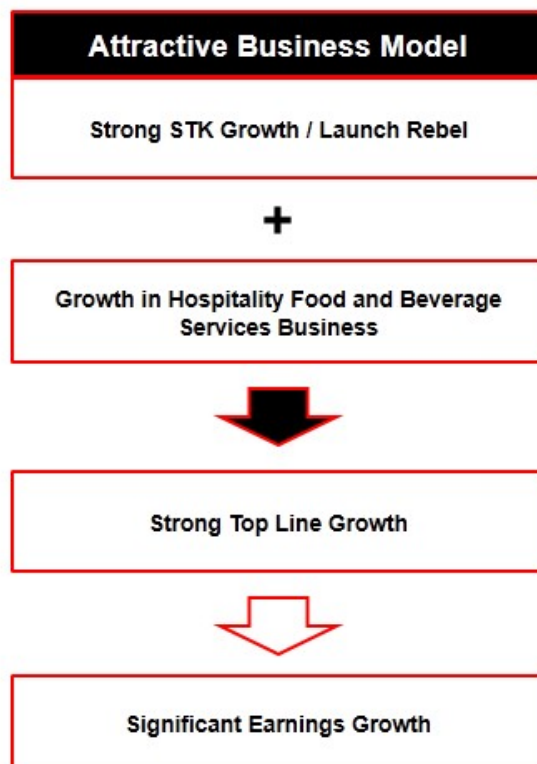 Attractive Business Model
Strong STK Growth / Launch Rebel
+
Growth in Hospitality Food and Beverage
Services Business
Strong Top Line Growth
Significant Earnings Growth